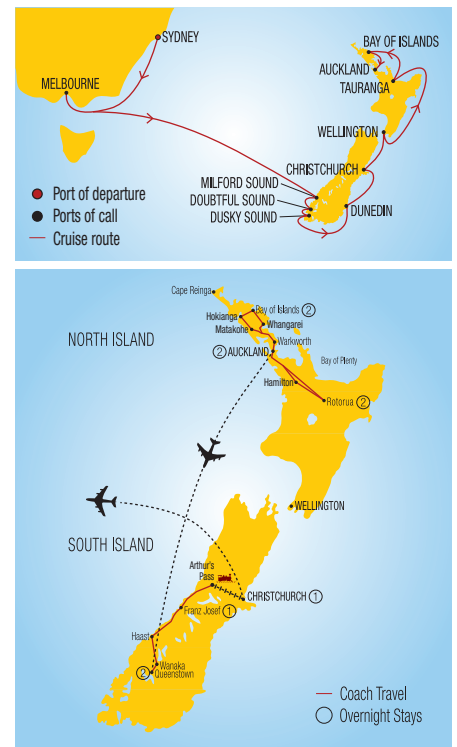 SYDNEY
MELBOURNE
BAY OF ISLANDS
AUCKLAND
TAURANGA
WELLINGTON
CHRISTCHURCH
MILFORD SOUND
DOUBTFUL SOUND
DUSKY SOUND
DUNEDIN
Port of departure
Ports of call
Cruise route
Cape Reinga
Bay of Islands 2
Hokianga
Whangarei
Matakohe
Warkworth
NORTH ISLAND
2 AUCKLAND
Bay of Plenty
Hamilton
Rotorua 2
WELLINGTON
SOUTH ISLAND
Arthur's
Pass
CHRISTCHURCH 1
Franz Josef 1
Haast
Wanaka
2 Queenstown
Coach Travel
Overnight Stays